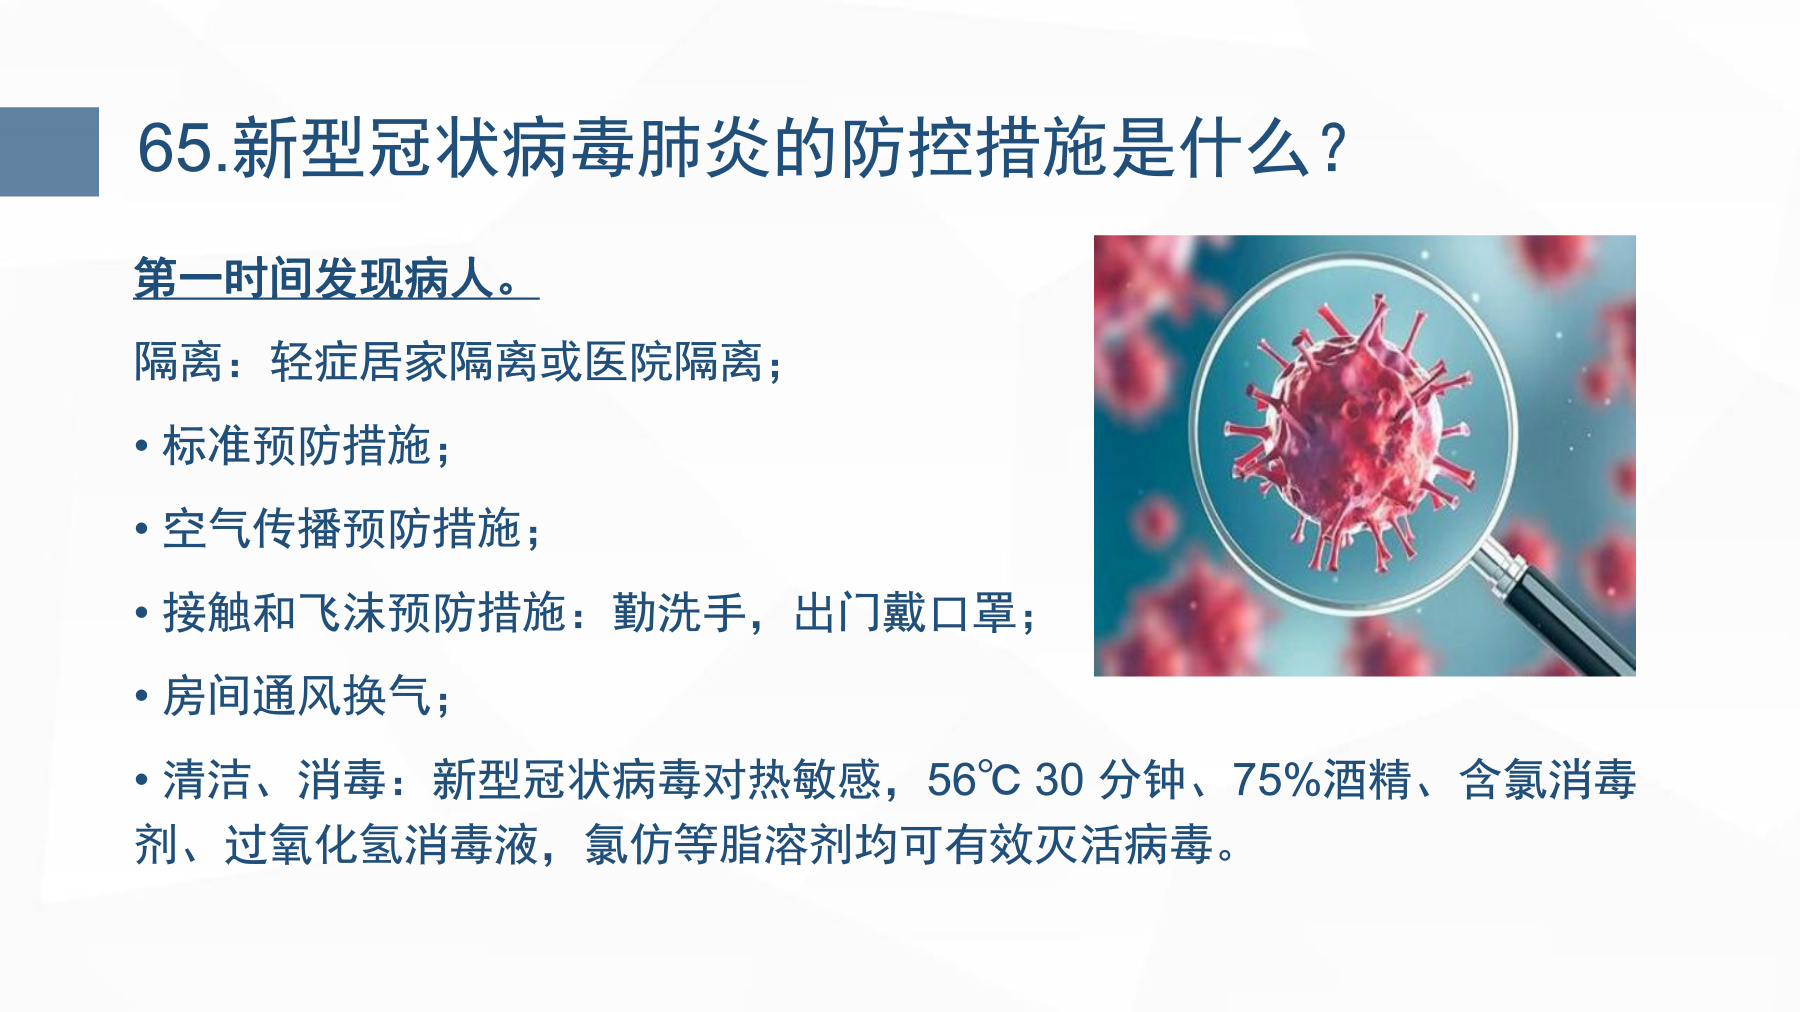 65.新型冠状病毒肺炎的防控措施是什么?
第一时间发现病人。
隔离：轻症居家隔离或医院隔离；
• 标准预防措施；
• 空气传播预防措施；
• 接触和飞沫预防措施：勤洗手，出门戴口罩；
• 房间通风换气；
• 清洁、消毒：新型冠状病毒对热敏感，56℃ 30 分钟、75%酒精、含氯消毒
剂、过氧化氢消毒液，氯仿等脂溶剂均可有效灭活病毒。